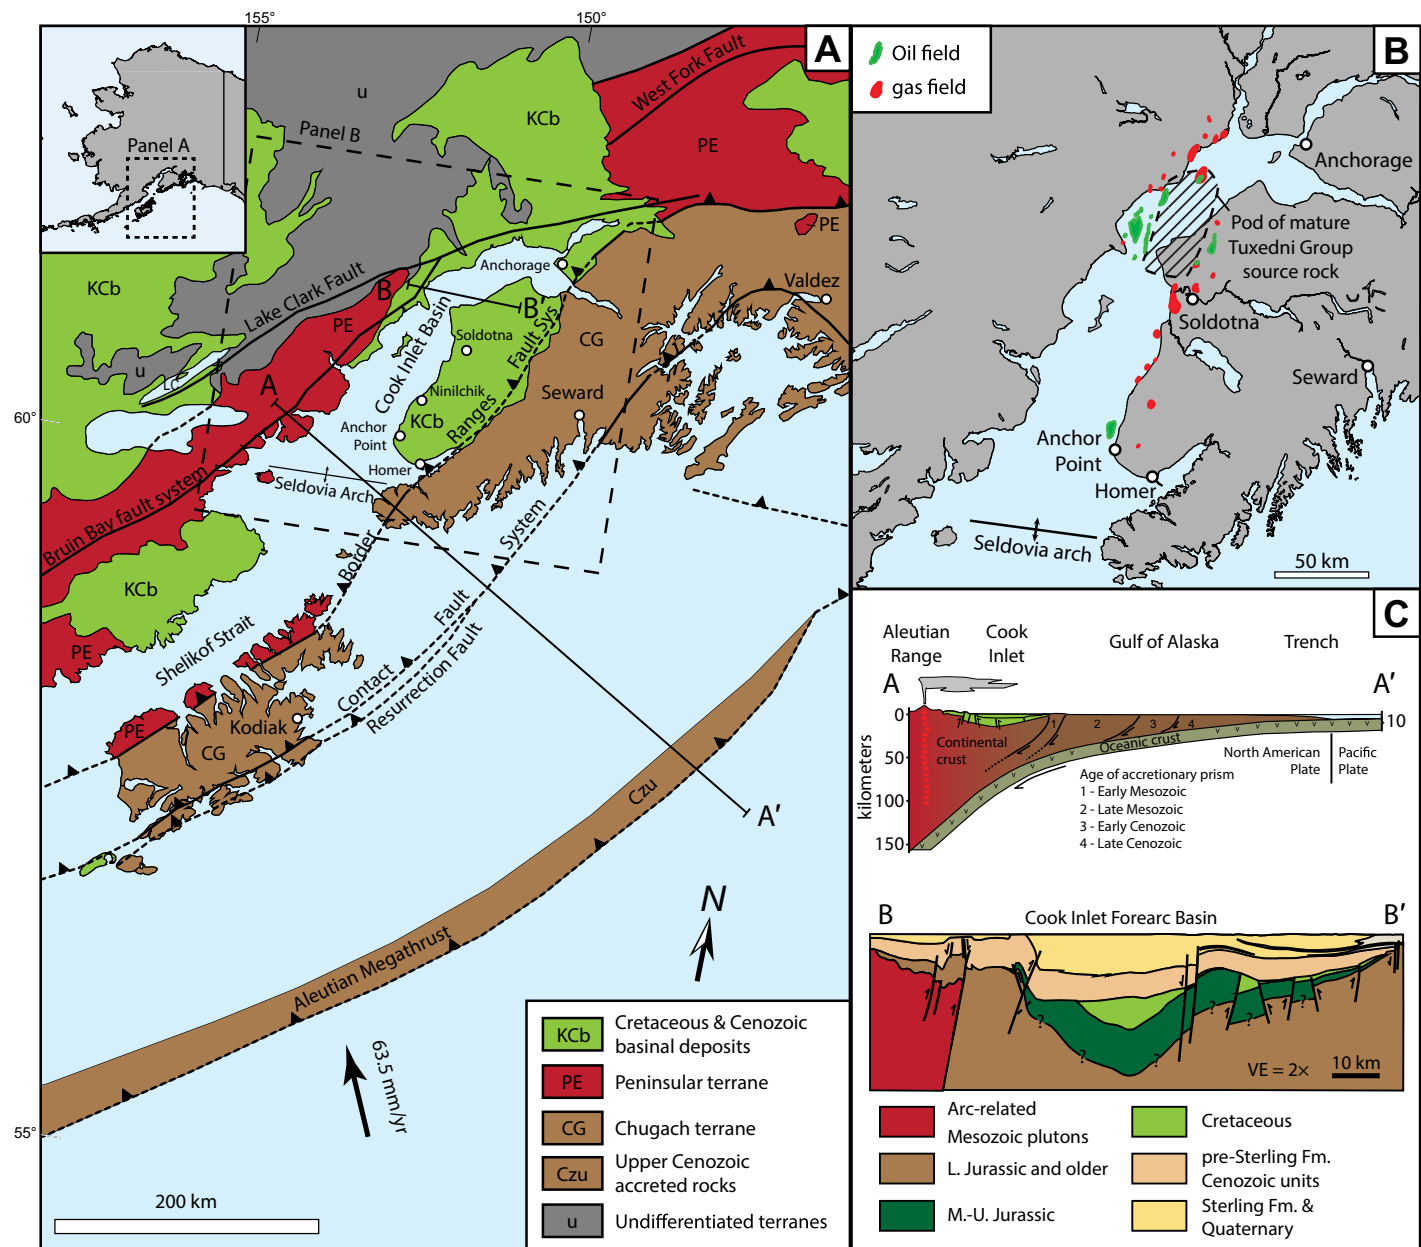 155°
150°
60°
55°
A
Panel A
u
Panel B
KCb
West Fork Fault
PE
PE
KCb
Lake Clark Fault
Anchorage
Valdez
B
B'
PE
Cook Inlet Basin
Soldotna
CG
u
LC
A
Ninilchik
KCb
Seward
Anchor
Point
Border Ranges Fault Sys.
Homer
Seldovia Arch
Bruin Bay fault system
KCb
PE
Shelikof Strait
Contact Fault System
Resurrection Fault
PE
Kodiak
CG
Czu
A'
Aleutian Megathrust
N
63.5 mm/yr
200 km
KCb
Cretaceous & Cenozoic
basinal deposits
PE
Peninsular terrane
CG
Chugach terrane
Czu
Upper Cenozoic
accreted rocks
u
Undifferentiated terranes
B
Oil field
gas field
Anchorage
Pod of mature
Tuxedni Group
source rock
Soldotna
Seward
Anchor
Point
Homer
Seldovia arch
50 km
C
Aleutian
Range
Cook
Inlet
Gulf of Alaska
Trench
A
A'
kilometers
0
50
100
150
10
1
2
3
4
Continental
crust
Oceanic crust
North American
Plate
Pacific
Plate
Age of accretionary prism
1 - Early Mesozoic
2 - Late Mesozoic
3 - Early Cenozoic
4 - Late Cenozoic
B
Cook Inlet Forearc Basin
B'
?
?
?
?
?
?
VE = 2×
10 km
Arc-related
Mesozoic plutons
L. Jurassic and older
M.-U. Jurassic
Cretaceous
pre-Sterling Fm.
Cenozoic units
Sterling Fm. &
Quaternary